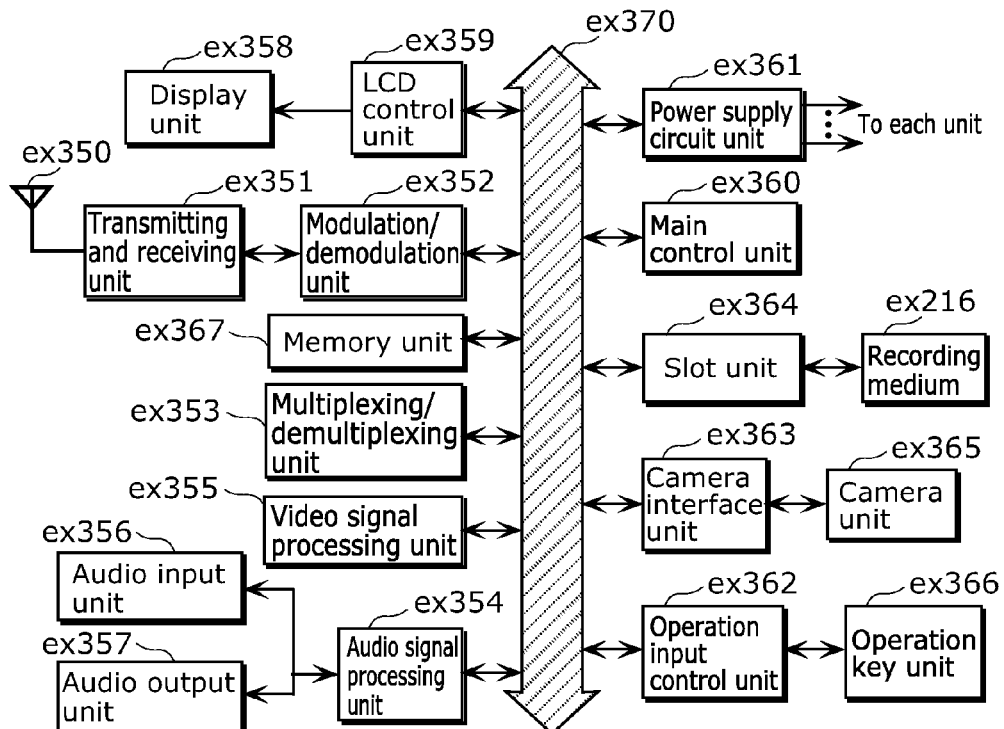 ex358
Display
unit
ex359
LCD
control
unit
ex370
ex361
Power supply
circuit unit
To each unit
ex350
ex351
Transmitting
and receiving
unit
ex352
Modulation/
demodulation
unit
ex360
Main
control unit
ex367
Memory unit
ex364
Slot unit
ex216
Recording
medium
ex353
Multiplexing/
demultiplexing
unit
ex363
Camera
interface
unit
ex365
Camera
unit
ex355
Video signal
processing unit
ex356
Audio input
unit
ex357
Audio output
unit
ex354
Audio signal
processing
unit
ex362
Operation
input
control unit
ex366
Operation
key unit